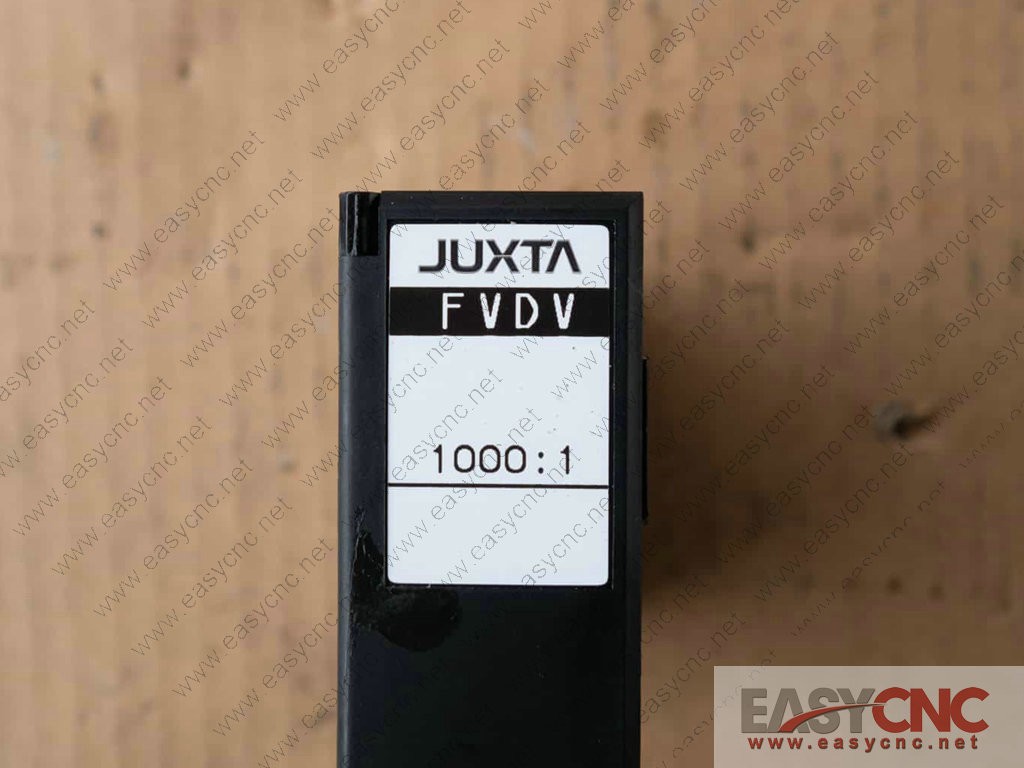 JUXTA
FVDV
1000:1
EASYCNC
www.easycnc.net